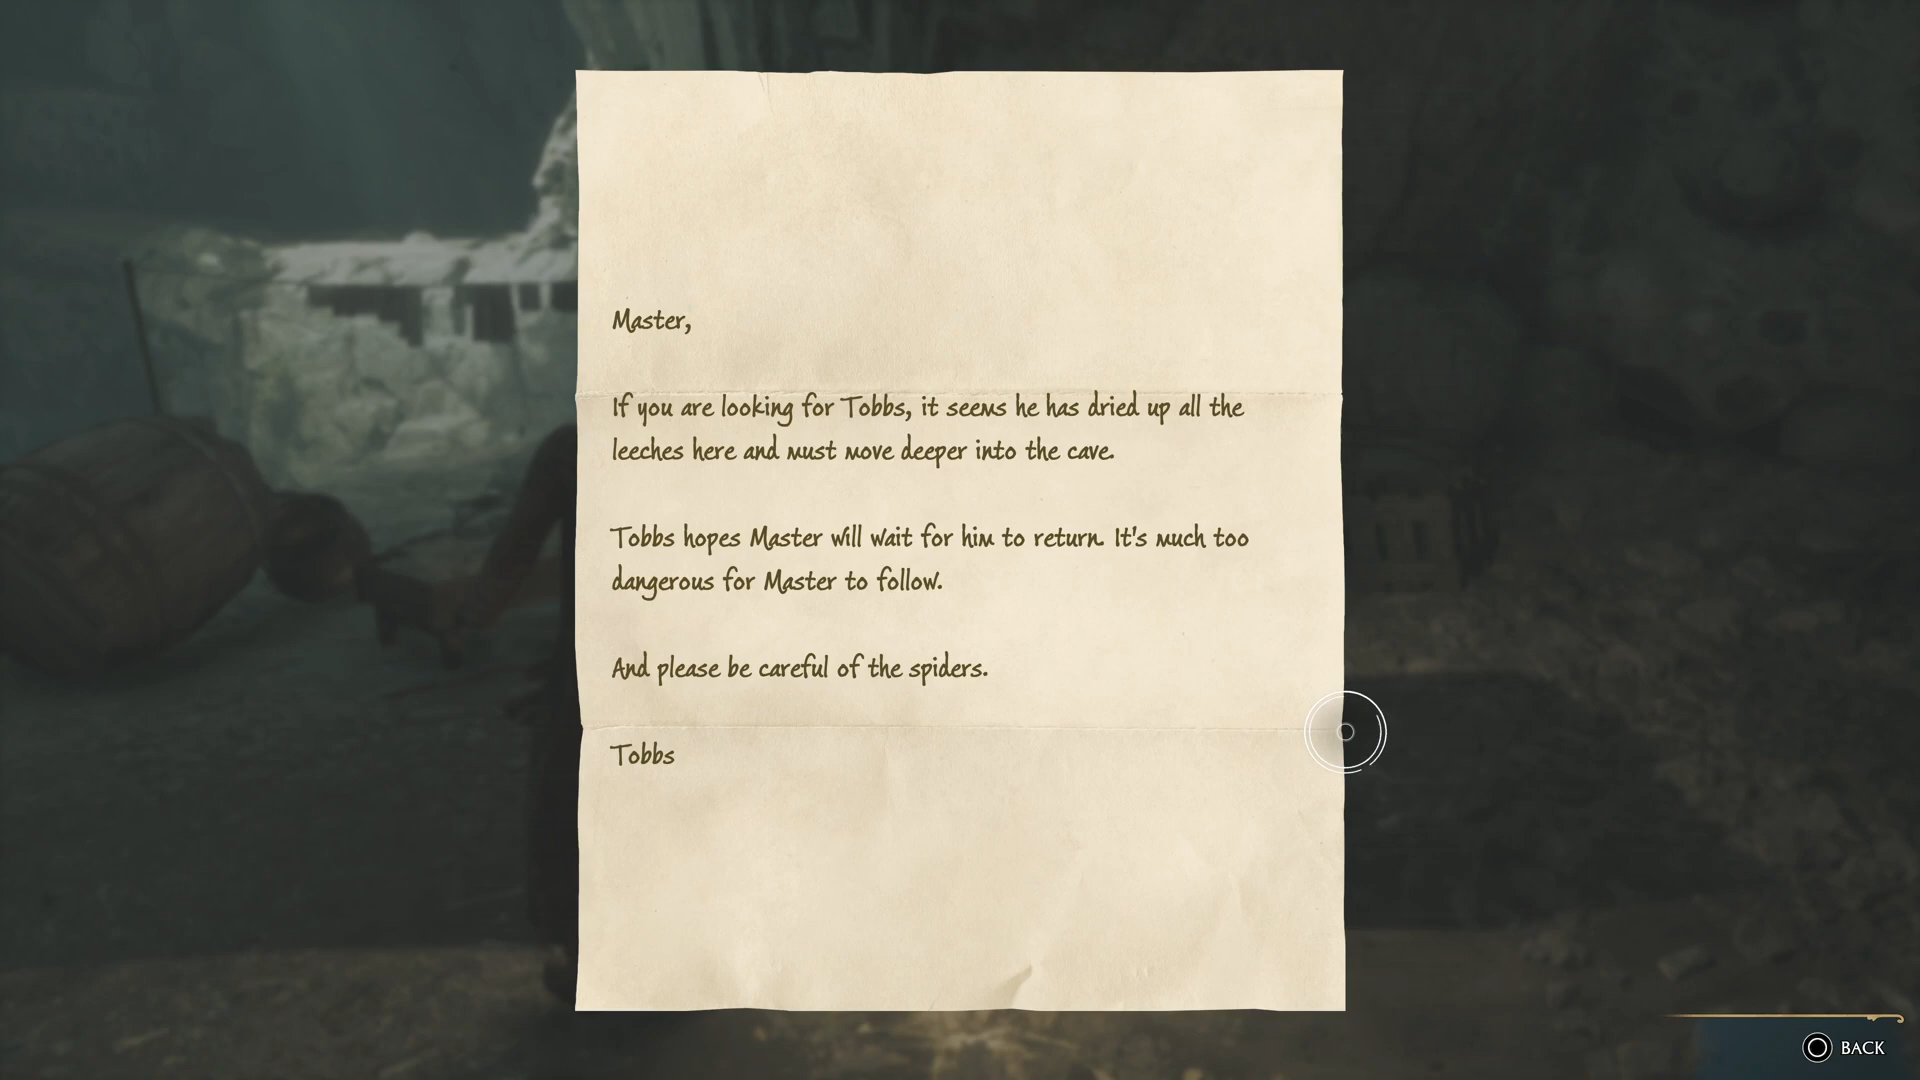 Master,
If you are looking for Tobbs, it seems he has dried up all the
leeches here and must move deeper into the cave.
Tobbs hopes Master will wait for him to return. It's much too
dangerous for Master to follow.
And please be careful of the spiders.
Tobbs
BACK